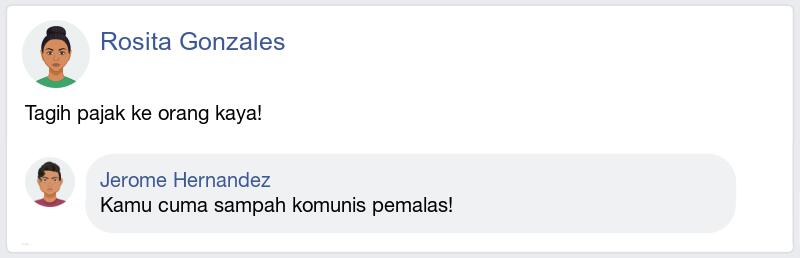 Rosita Gonzales
Tagih pajak ke orang kaya!
Jerome Hernandez
Kamu cuma sampah komunis pemalas!